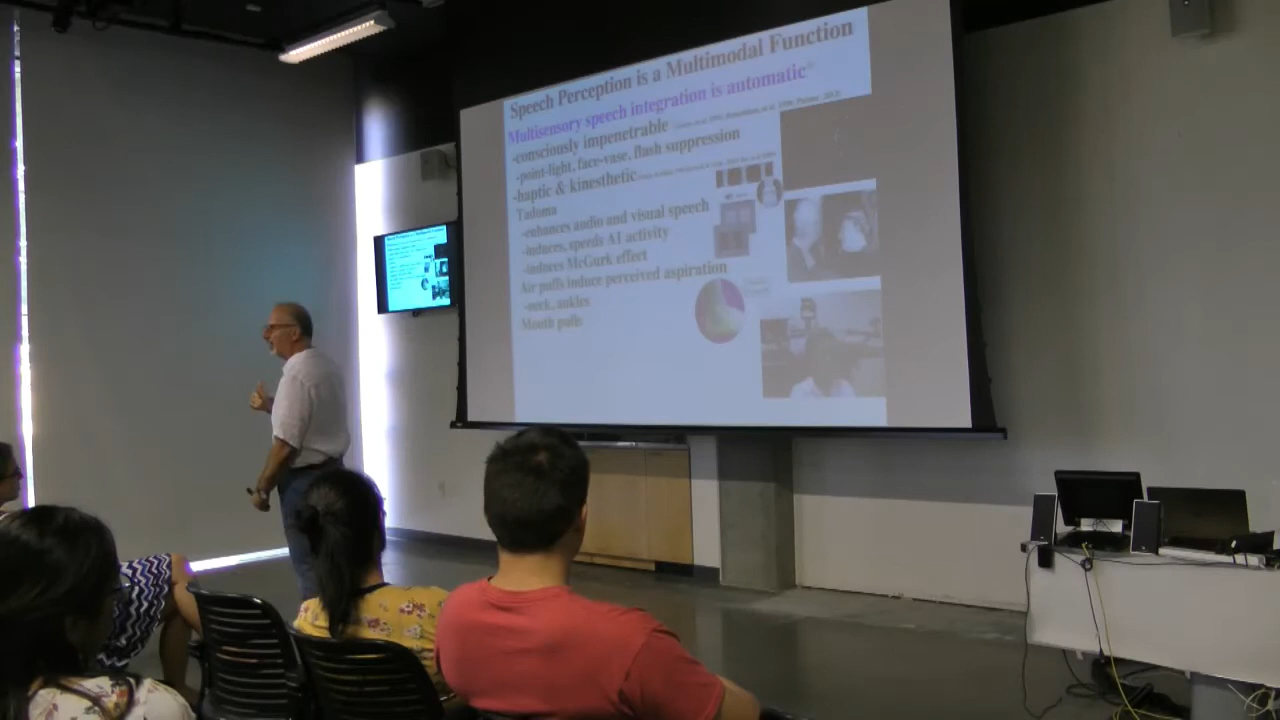 Speech Perception is a Multimodal Function
Multisensory speech integration is automatic
-consciously impenetrable
-point-light, face-vase, flash suppression
-haptic & kinesthetic
Tadoma
-enhances audio and visual speech
-induces, speeds AI activity
-induces McGurk effect
Air puffs induce perceived aspiration
-neck, ankles
Mouth pulls